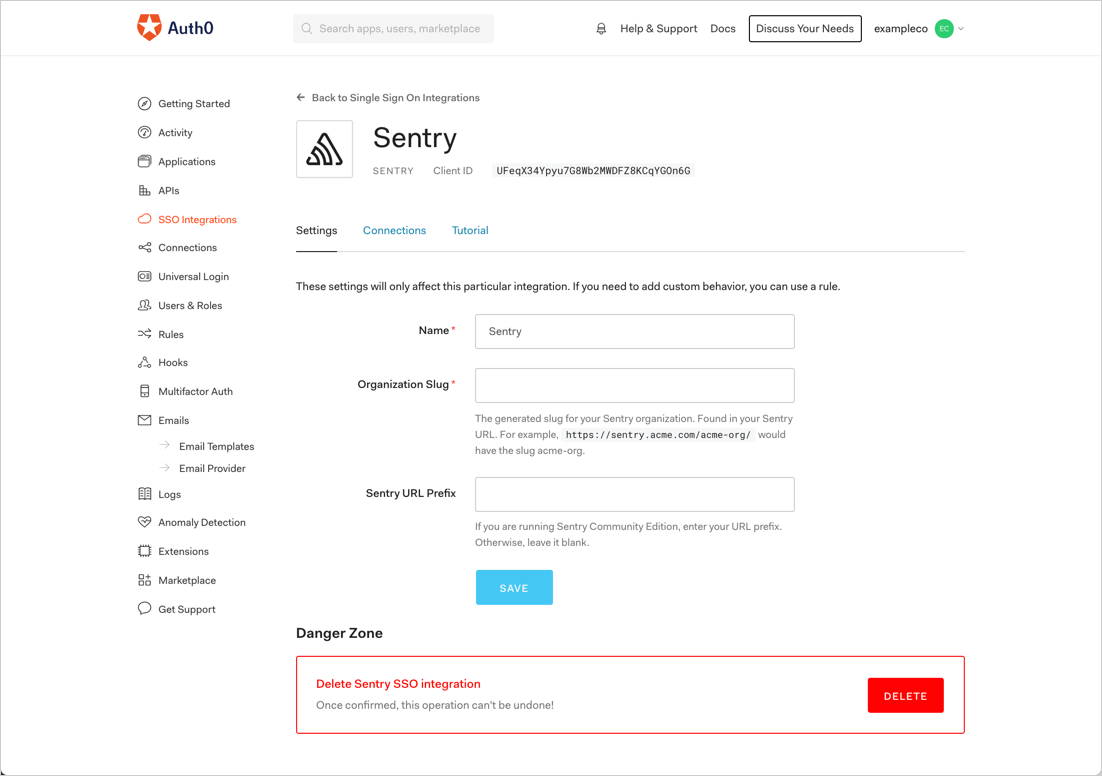 Auth0
Search apps, users, marketplace
Help & Support
Docs
Discuss Your Needs
exampleco
EC
Getting Started
Activity
Applications
APIs
SSO Integrations
Connections
Universal Login
Users & Roles
Rules
Hooks
Multifactor Auth
Emails
Email Templates
Email Provider
Logs
Anomaly Detection
Extensions
Marketplace
Get Support
Back to Single Sign On Integrations
Sentry
SENTRY Client ID UFeqX34Ypyu7G8Wb2MWDFZ8KCqYGOn6G
Settings Connections Tutorial
These settings will only affect this particular integration. If you need to add custom behavior, you can use a rule.
Name * Sentry
Organization Slug *
The generated slug for your Sentry organization. Found in your Sentry
URL. For example, https://sentry.acme.com/acme-org/ would
have the slug acme-org.
Sentry URL Prefix
If you are running Sentry Community Edition, enter your URL prefix.
Otherwise, leave it blank.
SAVE
Danger Zone
Delete Sentry SSO integration
Once confirmed, this operation can't be undone!
DELETE